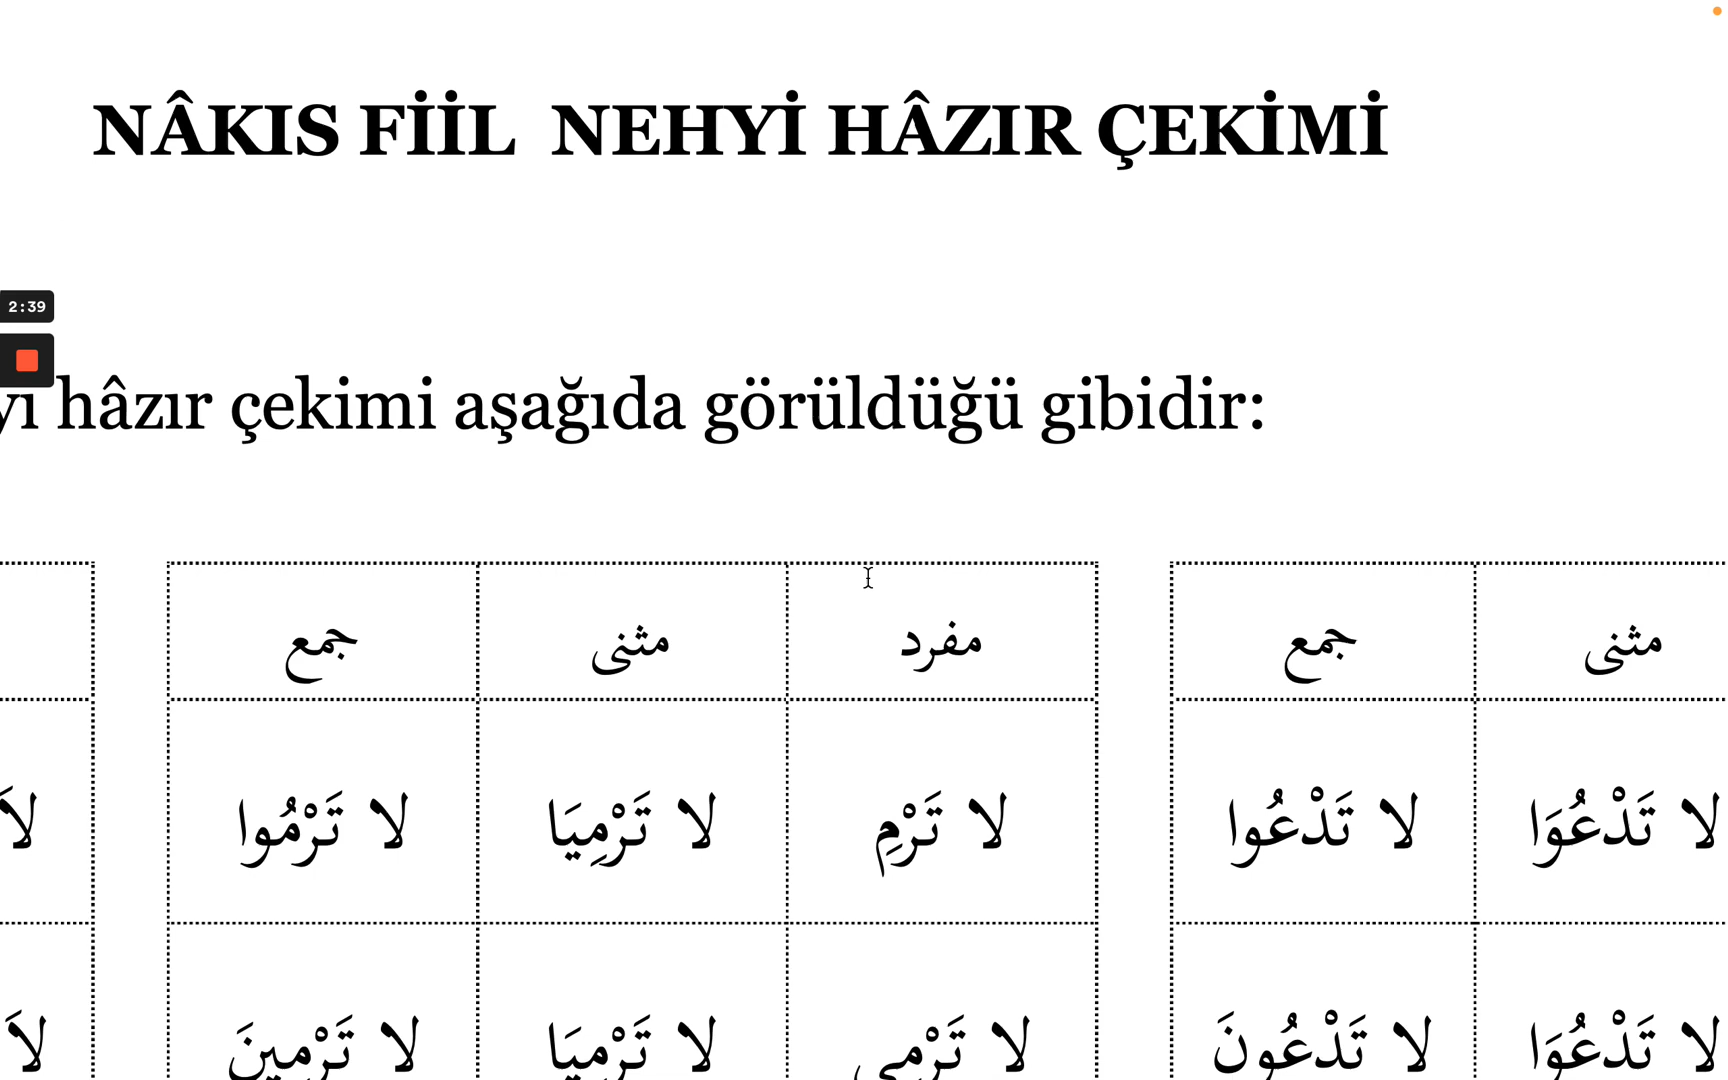 NÂKIS FİİL NEHYİ HÂZIR ÇEKİMİ
2:39
hâzır çekimi aşağıda görüldüğü gibidir:
مثنى جمع مفرد مثنى جمع
لا تَدْعُوَا لا تَدْعُوا لا تَرْمِ لا تَرْمِيَا لا تَرْمُوا
لا تَدْعُوَا لا تَدْعُونَ لا تَرْمِي لا تَرْمِيَا لا تَرْمِينَ